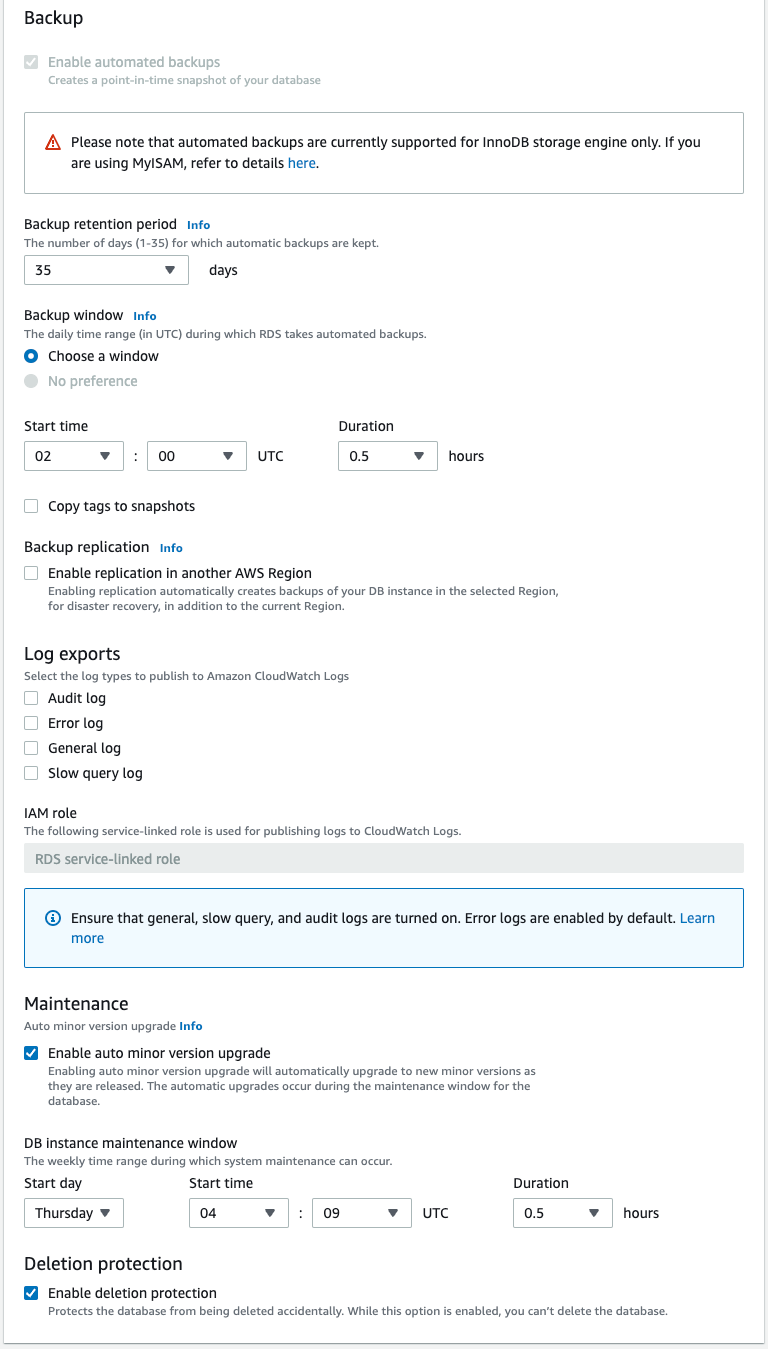 Backup
Enable automated backups
Creates a point-in-time snapshot of your database
Please note that automated backups are currently supported for InnoDB storage engine only. If you
are using MyISAM, refer to details here.
Backup retention period Info
The number of days (1-35) for which automatic backups are kept.
35 days
Backup window Info
The daily time range (in UTC) during which RDS takes automated backups.
Choose a window
No preference
Start time Duration
02 : 00 UTC 0.5 hours
Copy tags to snapshots
Backup replication Info
Enable replication in another AWS Region
Enabling replication automatically creates backups of your DB instance in the selected Region,
for disaster recovery, in addition to the current Region.
Log exports
Select the log types to publish to Amazon CloudWatch Logs
Audit log
Error log
General log
Slow query log
IAM role
The following service-linked role is used for publishing logs to CloudWatch Logs.
RDS service-linked role
Ensure that general, slow query, and audit logs are turned on. Error logs are enabled by default. Learn
more
Maintenance
Auto minor version upgrade Info
Enable auto minor version upgrade
Enabling auto minor version upgrade will automatically upgrade to new minor versions as
they are released. The automatic upgrades occur during the maintenance window for the
database.
DB instance maintenance window
The weekly time range during which system maintenance can occur.
Start day Start time Duration
Thursday 04 : 09 UTC 0.5 hours
Deletion protection
Enable deletion protection
Protects the database from being deleted accidentally. While this option is enabled, you can't delete the database.